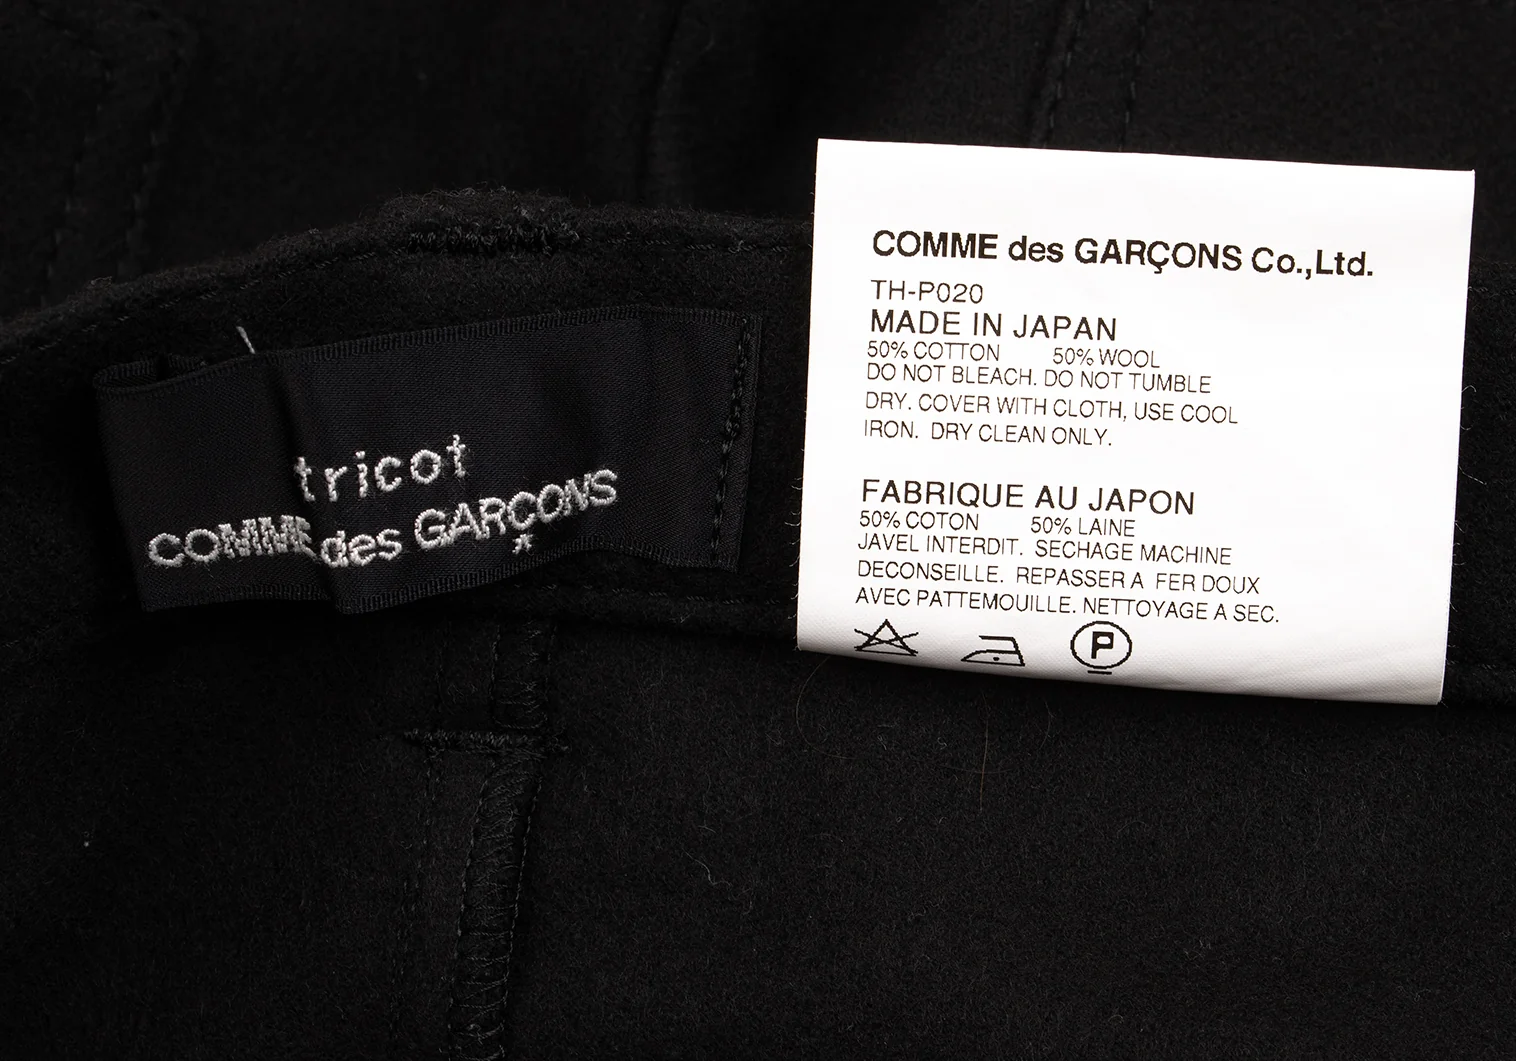 tricot
COMME des GARÇONS
COMME des GARÇONS Co.,Ltd.
TH-P020
MADE IN JAPAN
50% COTTON 50% WOOL
DO NOT BLEACH. DO NOT TUMBLE
DRY. COVER WITH CLOTH, USE COOL
IRON. DRY CLEAN ONLY.
FABRIQUE AU JAPON
50% COTON 50% LAINE
JAVEL INTERDIT. SECHAGE MACHINE
DECONSEILLE. REPASSER A FER DOUX
AVEC PATTEMOUILLE. NETTOYAGE A SEC.
P